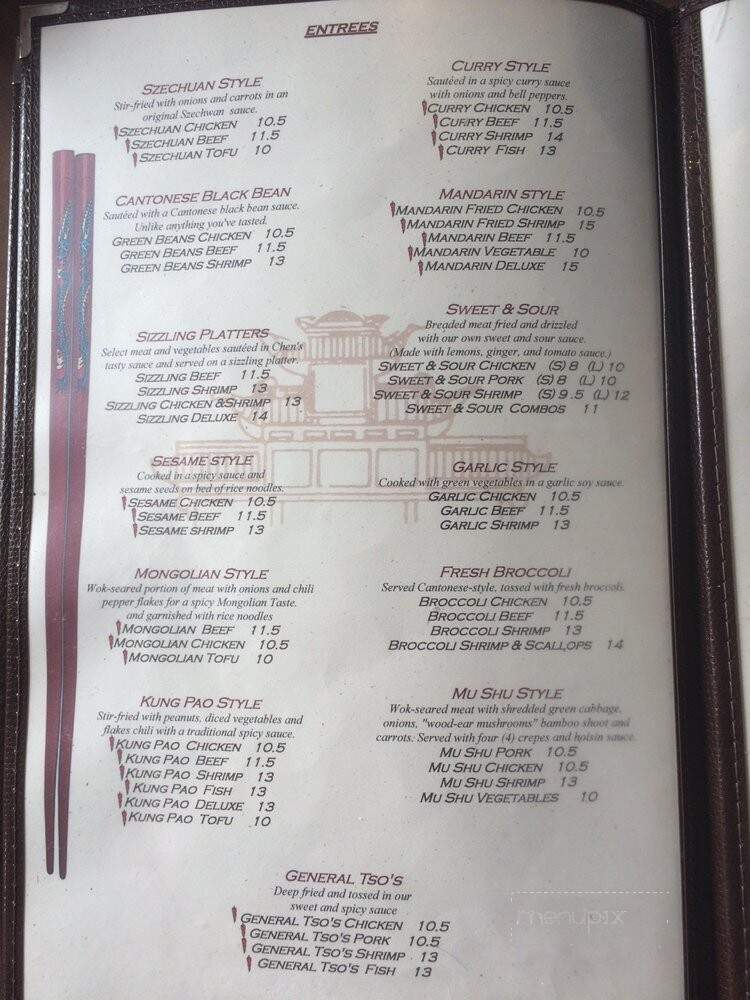 ENTREES
SZECHUAN STYLE
Stir-fried with onions and carrots in an
original Szechwan sauce.
SZECHUAN CHICKEN 10.5
SZECHUAN BEEF 11.5
SZECHUAN TOFU 10
CANTONESE BLACK BEAN
Sautéed with a Cantonese black bean sauce.
Unlike anything you've tasted.
GREEN BEANS CHICKEN 10.5
GREEN BEANS BEEF 11.5
GREEN BEANS SHRIMP 13
SIZZLING PLATTERS
Select meat and vegetables sautéed in Chen's
tasty sauce and served on a sizzling platter.
SIZZLING BEEF 11.5
SIZZLING SHRIMP 13
SIZZLING CHICKEN &SHRIMP 13
SIZZLING DELUXE 14
SESAME STYLE
Cooked in a spicy sauce and
sesame seeds on bed of rice noodles.
SESAME CHICKEN 10.5
SESAME BEEF 11.5
SESAME SHRIMP 13
MONGOLIAN STYLE
Wok-seared portion of meat with onions and chili
pepper flakes for a spicy Mongolian Taste.
and garnished with rice noodles
MONGOLIAN BEEF 11.5
MONGOLIAN CHICKEN 10.5
MONGOLIAN TOFU 10
KUNG PAO STYLE
Stir-fried with peanuts, diced vegetables and
flakes chili with a traditional spicy sauce.
KUNG PAO CHICKEN 10.5
KUNG PAO BEEF 11.5
KUNG PAO SHRIMP 13
KUNG PAO FISH 13
KUNG PAO DELUXE 13
KUNG PAO TOFU 10
CURRY STYLE
Sautéed in a spicy curry sauce
with onions and bell peppers.
CURRY CHICKEN 10.5
CURRY BEEF 11.5
CURRY SHRIMP 14
CURRY FISH 13
MANDARIN STYLE
MANDARIN FRIED CHICKEN 10.5
MANDARIN FRIED SHRIMP 15
MANDARIN BEEF 11.5
MANDARIN VEGETABLE 10
MANDARIN DELUXE 15
SWEET & SOUR
Breaded meat fried and drizzled
with our own sweet and sour sauce.
(Made with lemons, ginger, and tomato sauce.)
SWEET & SOUR CHICKEN (S) 8 (L) 10
SWEET & SOUR PORK (S) 8 (L) 10
SWEET & SOUR SHRIMP (S) 9.5 (L) 12
SWEET & SOUR COMBOS 11
GARLIC STYLE
Cooked with green vegetables in a garlic soy sauce.
GARLIC CHICKEN 10.5
GARLIC BEEF 11.5
GARLIC SHRIMP 13
FRESH BROCCOLI
Served Cantonese-style, tossed with fresh broccoli.
BROCCOLI CHICKEN 10.5
BROCCOLI BEEF 11.5
BROCCOLI SHRIMP 13
BROCCOLI SHRIMP & SCALLOPS 14
MU SHU STYLE
Wok-seared meat with shredded green cabbage,
onions, "wood-ear mushrooms" bamboo shoot and
carrots. Served with four (4) crepes and hoisin sauce.
MU SHU PORK 10.5
MU SHU CHICKEN 10.5
MU SHU SHRIMP 13
MU SHU VEGETABLES 10
GENERAL TSO'S
Deep fried and tossed in our
sweet and spicy sauce
GENERAL TSO'S CHICKEN 10.5
GENERAL TSO'S PORK 10.5
GENERAL TSO'S SHRIMP 13
GENERAL TSO'S FISH 13
menupix